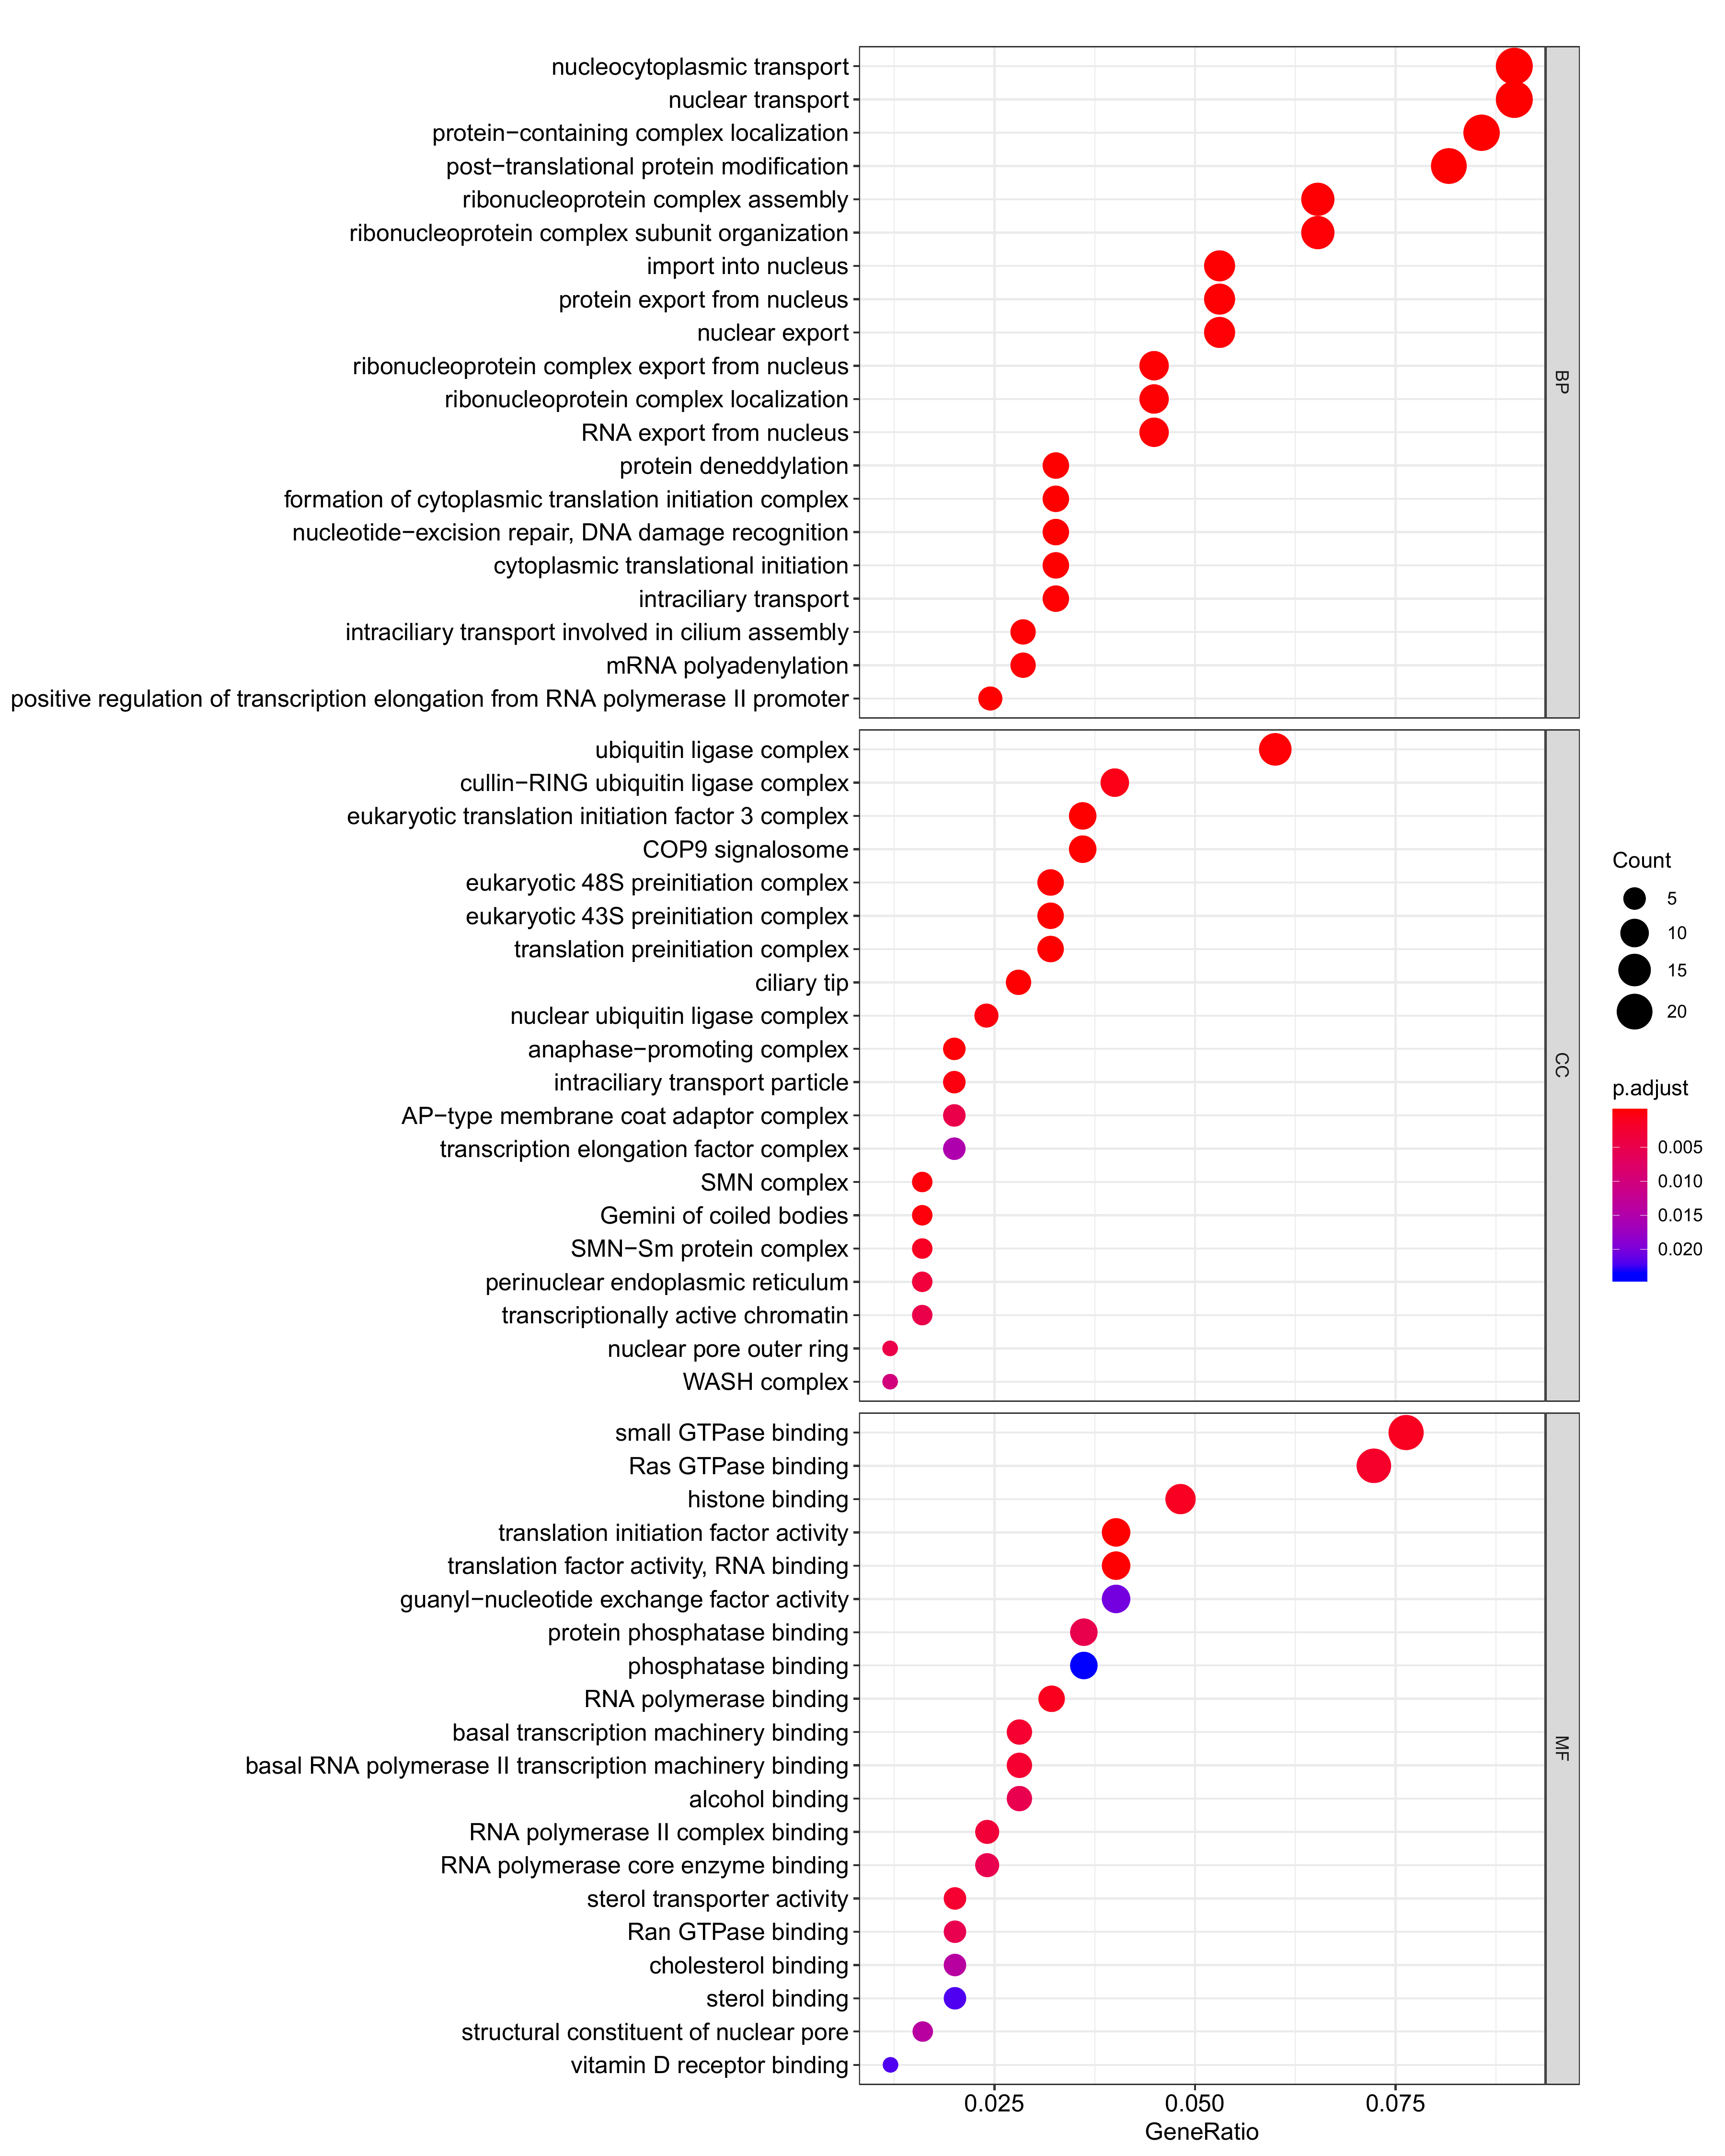 nucleocytoplasmic transport
nuclear transport
protein−containing complex localization
post−translational protein modification
ribonucleoprotein complex assembly
ribonucleoprotein complex subunit organization
import into nucleus
protein export from nucleus
nuclear export
ribonucleoprotein complex export from nucleus
ribonucleoprotein complex localization
RNA export from nucleus
protein deneddylation
formation of cytoplasmic translation initiation complex
nucleotide−excision repair, DNA damage recognition
cytoplasmic translational initiation
intraciliary transport
intraciliary transport involved in cilium assembly
mRNA polyadenylation
positive regulation of transcription elongation from RNA polymerase II promoter
BP
ubiquitin ligase complex
cullin−RING ubiquitin ligase complex
eukaryotic translation initiation factor 3 complex
COP9 signalosome
eukaryotic 48S preinitiation complex
eukaryotic 43S preinitiation complex
translation preinitiation complex
ciliary tip
nuclear ubiquitin ligase complex
anaphase−promoting complex
intraciliary transport particle
AP−type membrane coat adaptor complex
transcription elongation factor complex
SMN complex
Gemini of coiled bodies
SMN−Sm protein complex
perinuclear endoplasmic reticulum
transcriptionally active chromatin
nuclear pore outer ring
WASH complex
CC
small GTPase binding
Ras GTPase binding
histone binding
translation initiation factor activity
translation factor activity, RNA binding
guanyl−nucleotide exchange factor activity
protein phosphatase binding
phosphatase binding
RNA polymerase binding
basal transcription machinery binding
basal RNA polymerase II transcription machinery binding
alcohol binding
RNA polymerase II complex binding
RNA polymerase core enzyme binding
sterol transporter activity
Ran GTPase binding
cholesterol binding
sterol binding
structural constituent of nuclear pore
vitamin D receptor binding
MF
0.025 0.050 0.075
GeneRatio
Count
5
10
15
20
p.adjust
0.005
0.010
0.015
0.020